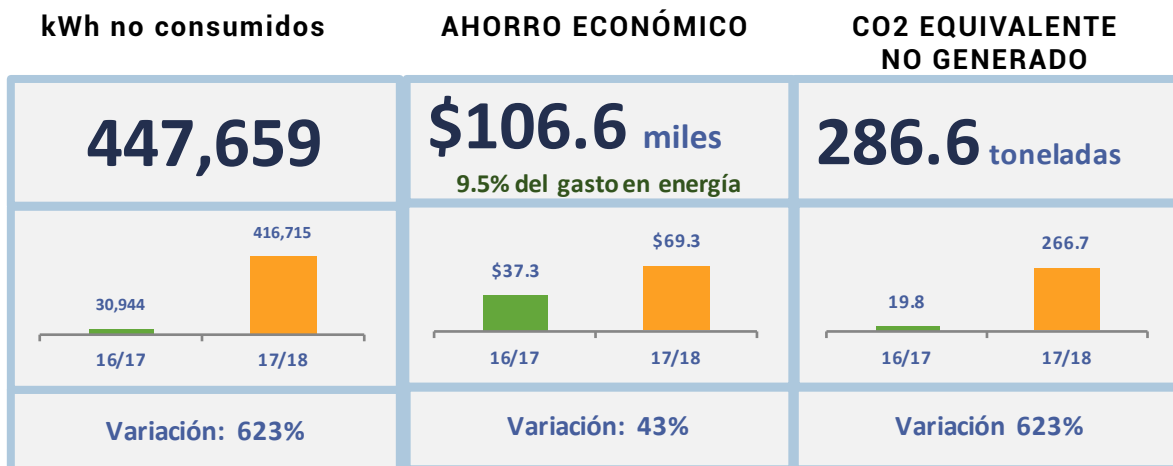 kWh no consumidos
447,659
416,715
30,944
16/17 17/18
Variación: 623%
AHORRO ECONÓMICO
$106.6 miles
9.5% del gasto en energía
$69.3
$37.3
16/17 17/18
Variación: 43%
CO2 EQUIVALENTE
NO GENERADO
286.6 toneladas
266.7
19.8
16/17 17/18
Variación 623%